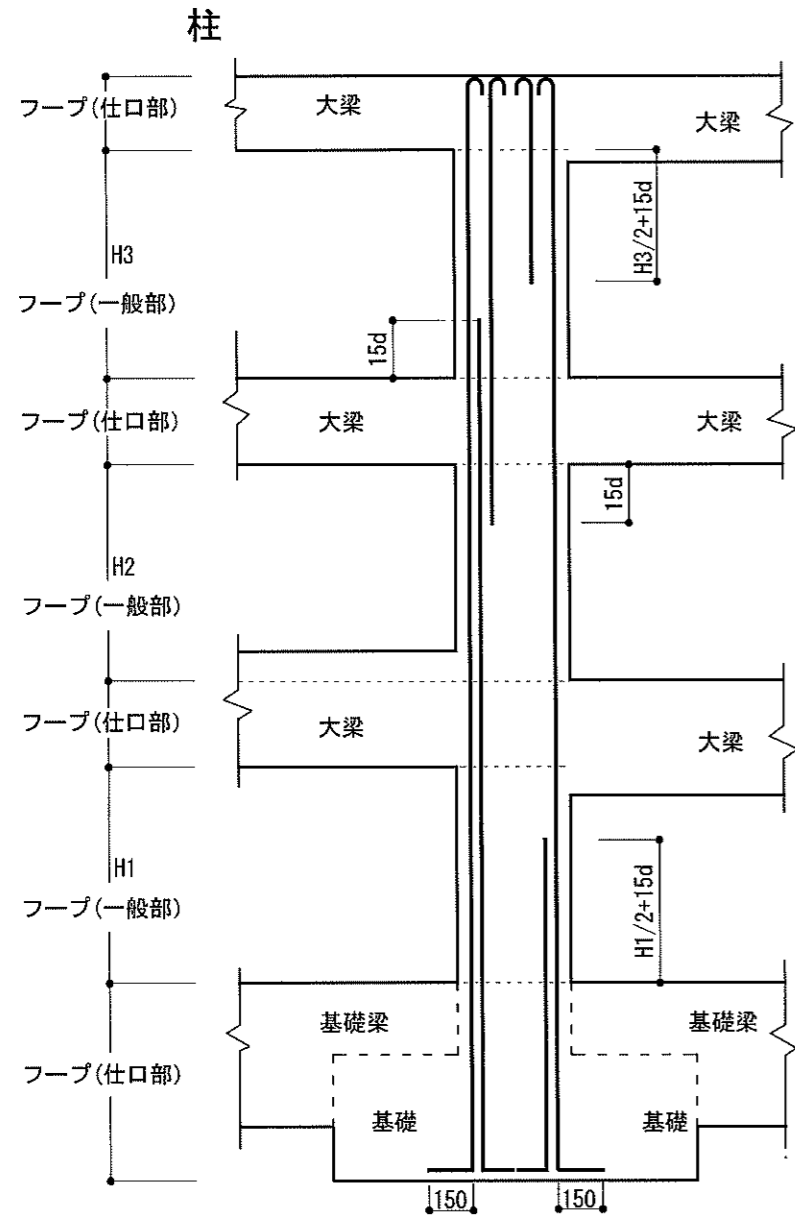 柱
フープ(仕口部)
大梁
大梁
H3
H3/2+15d
フープ(一般部)
15d
フープ(仕口部)
大梁
大梁
15d
H2
フープ(一般部)
フープ(仕口部)
大梁
大梁
H1
H1/2+15d
フープ(一般部)
基礎梁
基礎梁
フープ(仕口部)
基礎
基礎
150
150